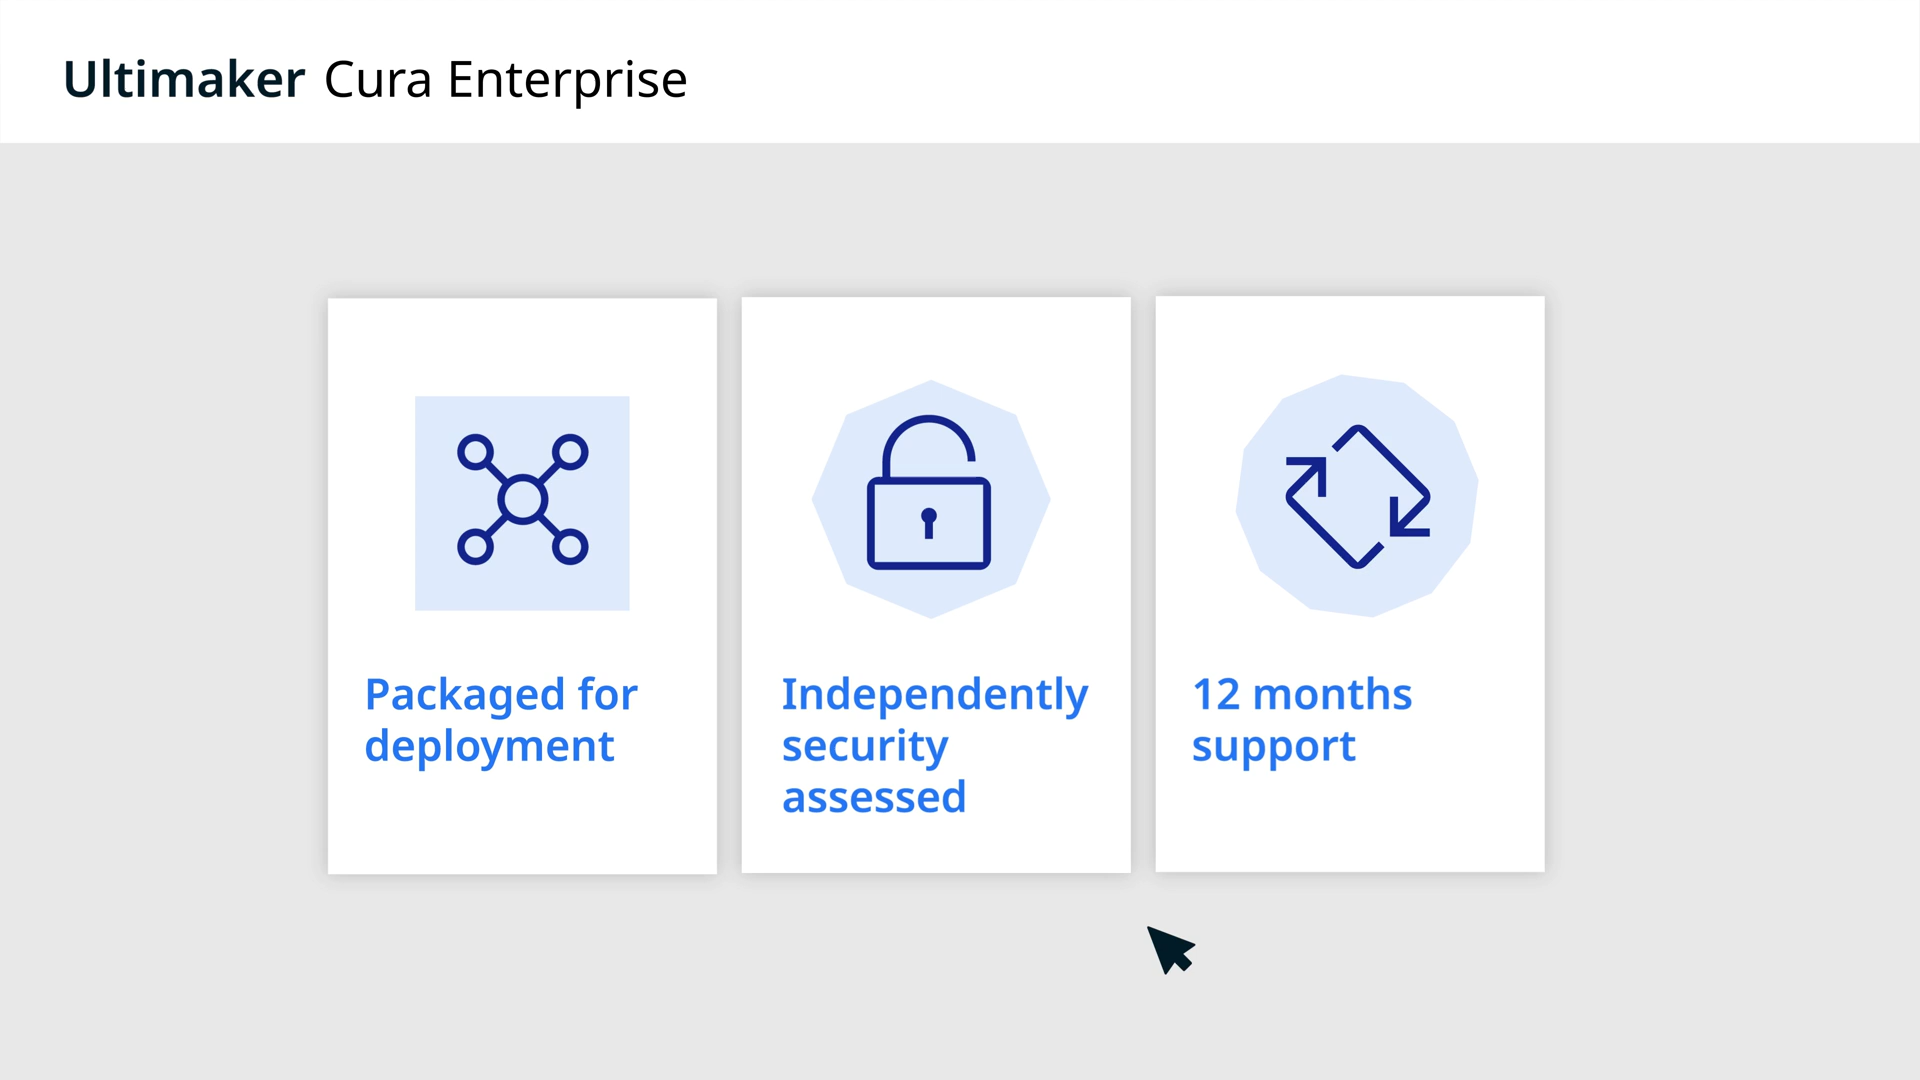 Ultimaker Cura Enterprise
Packaged for
deployment
Independently
security
assessed
12 months
support